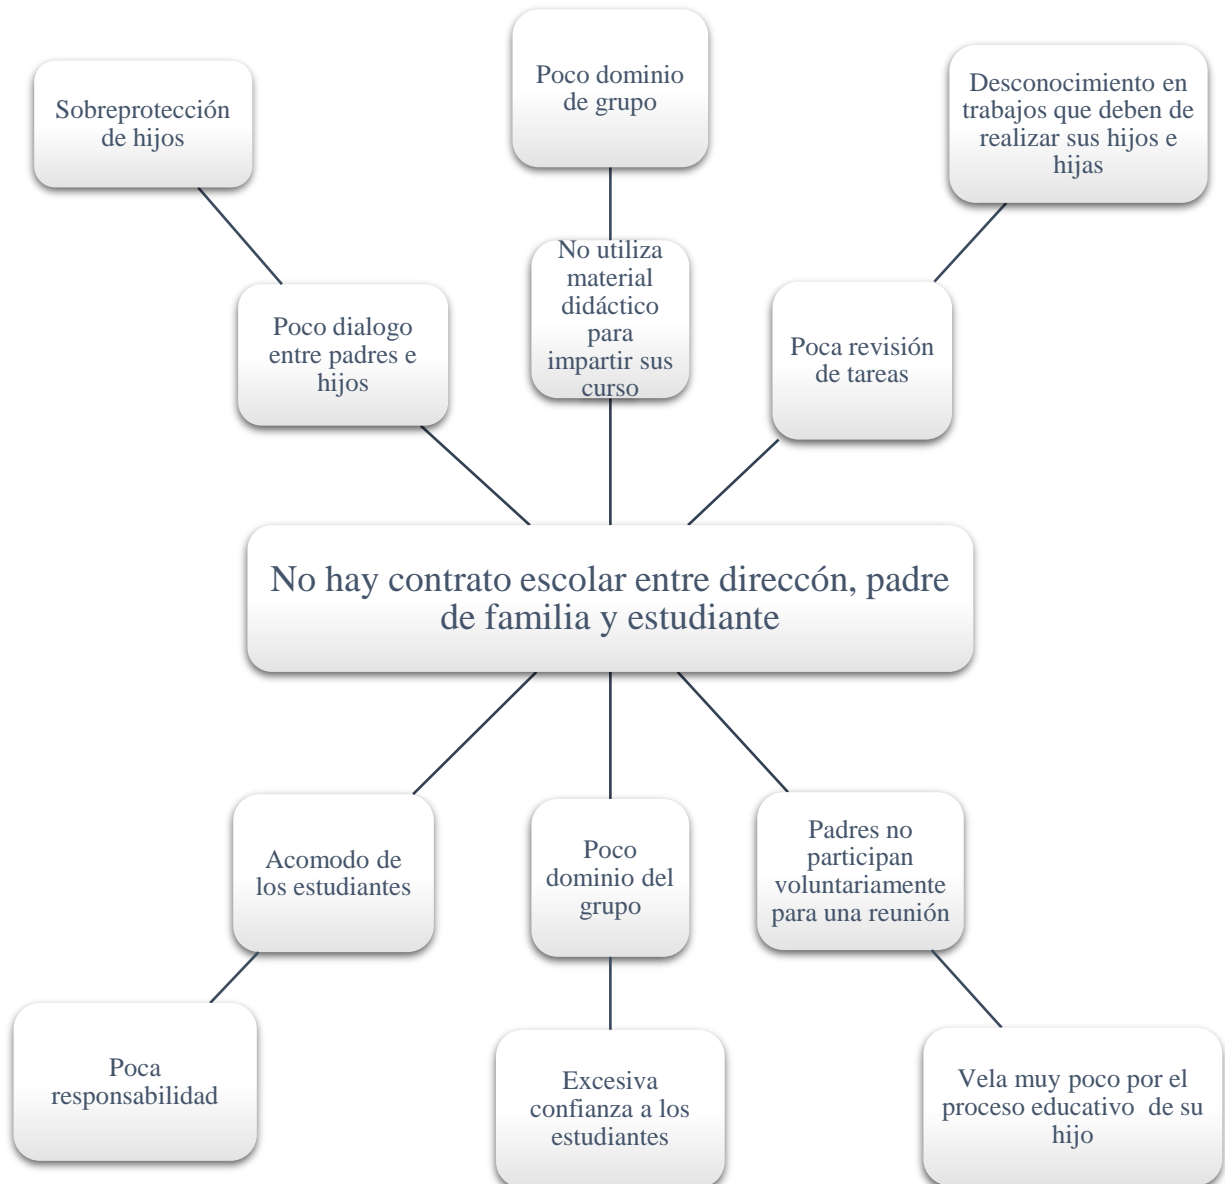 Poco dominio
de grupo
Desconocimiento en
trabajos que deben de
realizar sus hijos e
hijas
Sobreprotección
de hijos
No utiliza
material
didáctico
para
impartir sus
curso
Poco dialogo
entre padres e
hijos
Poca revisión
de tareas
No hay contrato escolar entre direccón, padre
de familia y estudiante
Acomodo de
los estudiantes
Poco
dominio del
grupo
Padres no
participan
voluntariamente
para una reunión
Poca
responsabilidad
Excesiva
confianza a los
estudiantes
Vela muy poco por el
proceso educativo  de su
hijo